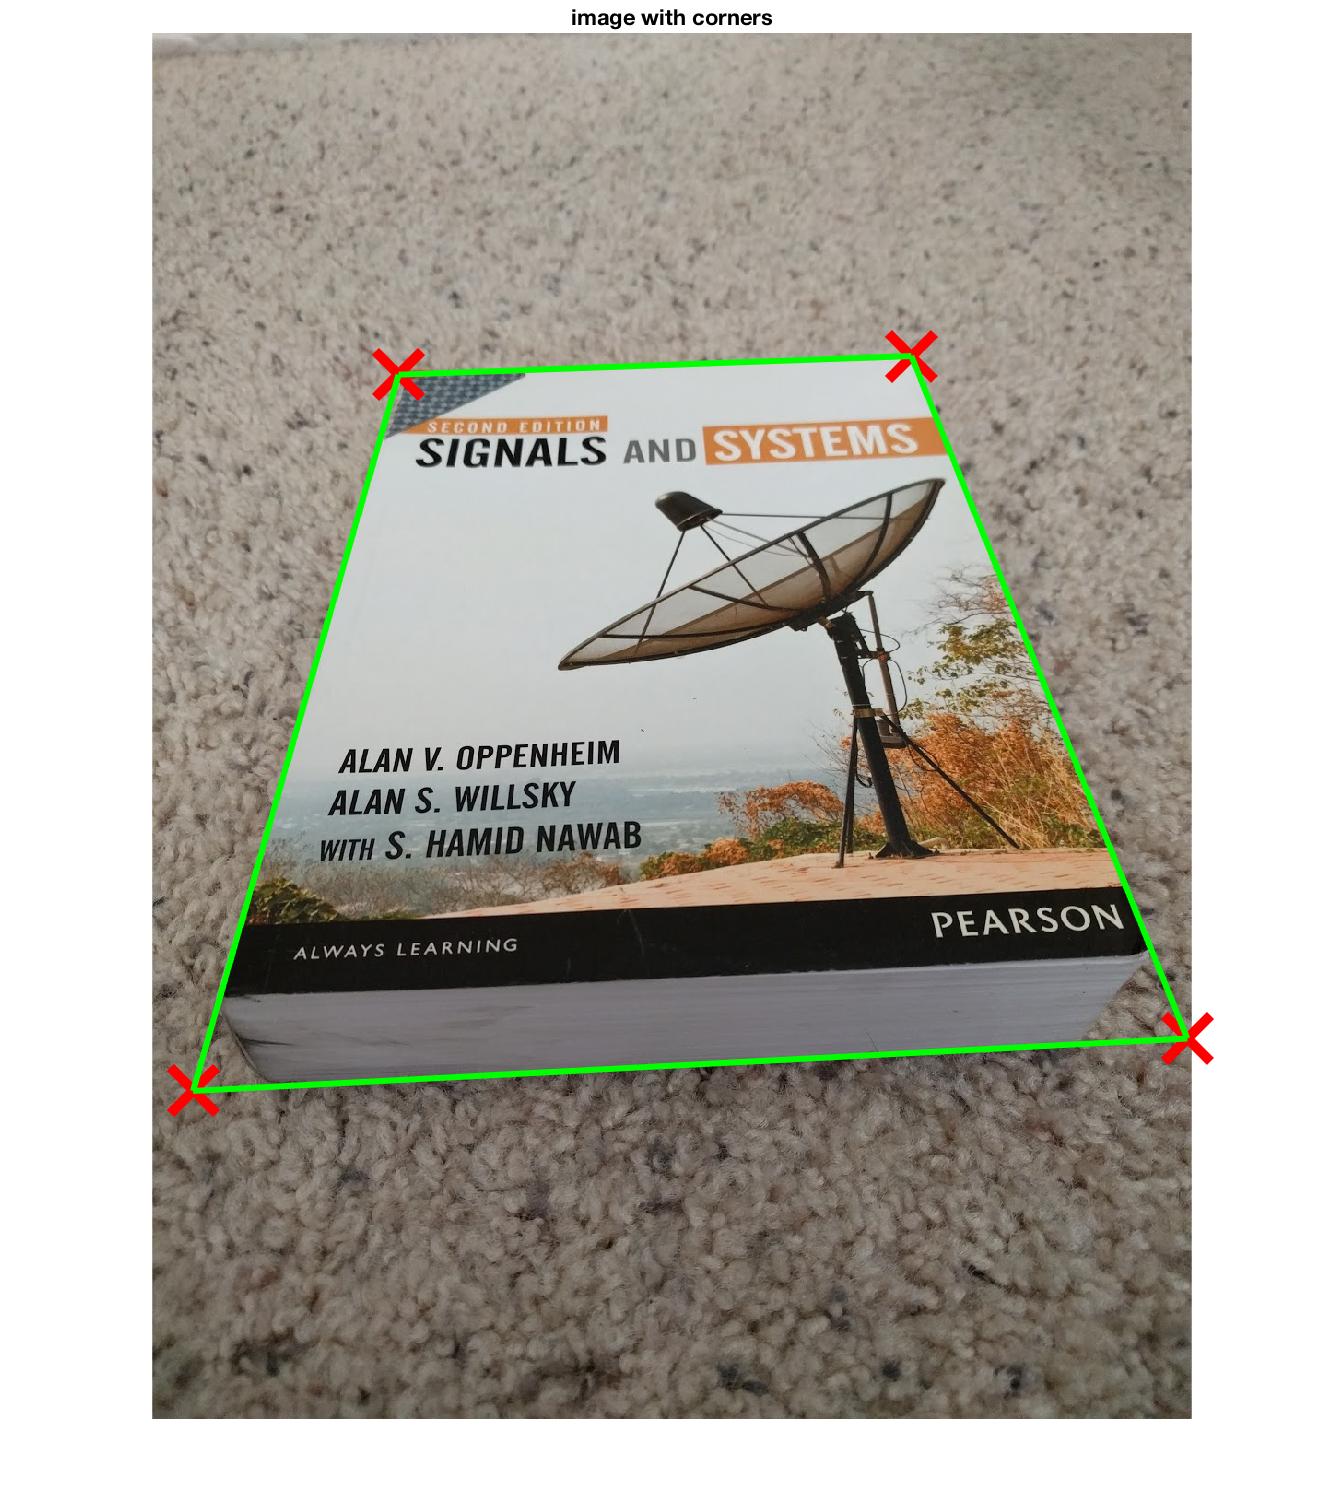 image with corners
SECOND EDITION
SIGNALS AND SYSTEMS
ALAN V. OPPENHEIM
ALAN S. WILLSKY
WITH S. HAMID NAWAB
ALWAYS LEARNING
PEARSON